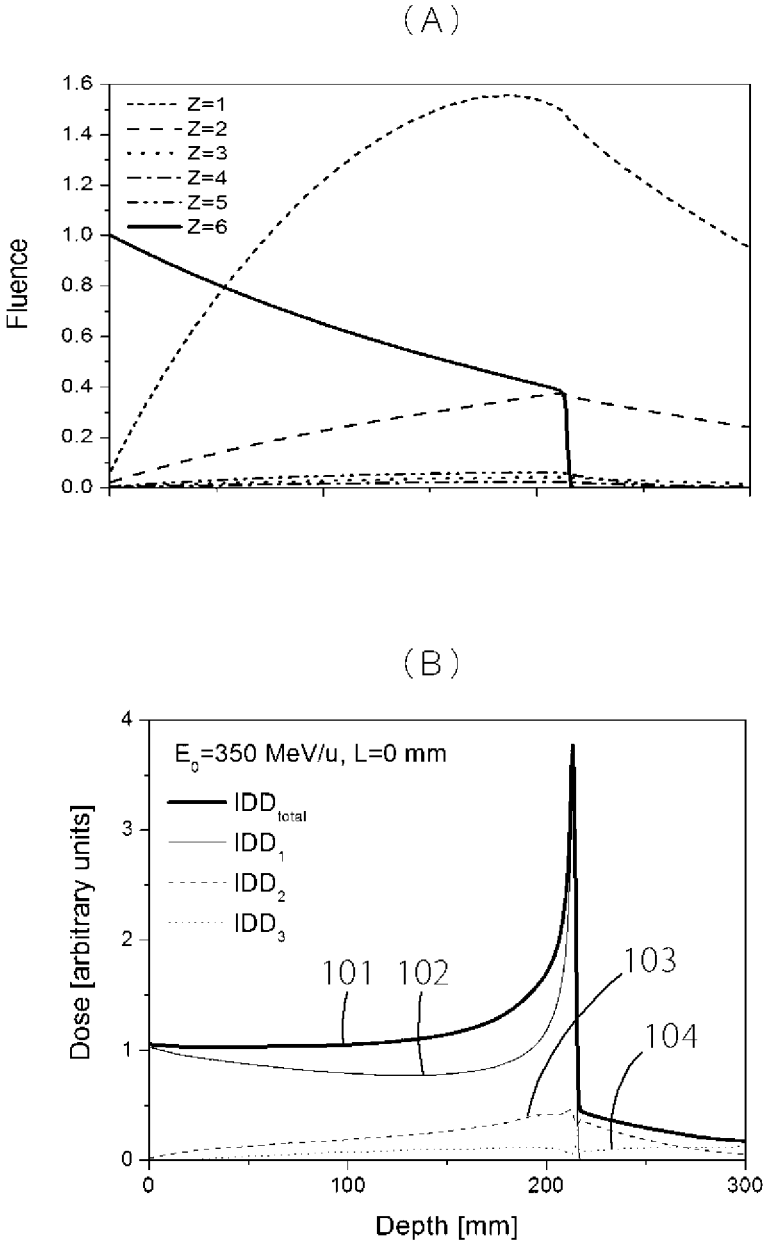 (A)
1.6
1.4
1.2
1.0
0.8
0.6
0.4
0.2
0.0
Fluence
Z=1
Z=2
Z=3
Z=4
Z=5
Z=6
(B)
4
3
2
1
0
Dose [arbitrary units]
E₀=350 MeV/u, L=0 mm
IDD_total
IDD₁
IDD₂
IDD₃
101
102
103
104
0
100
200
300
Depth [mm]